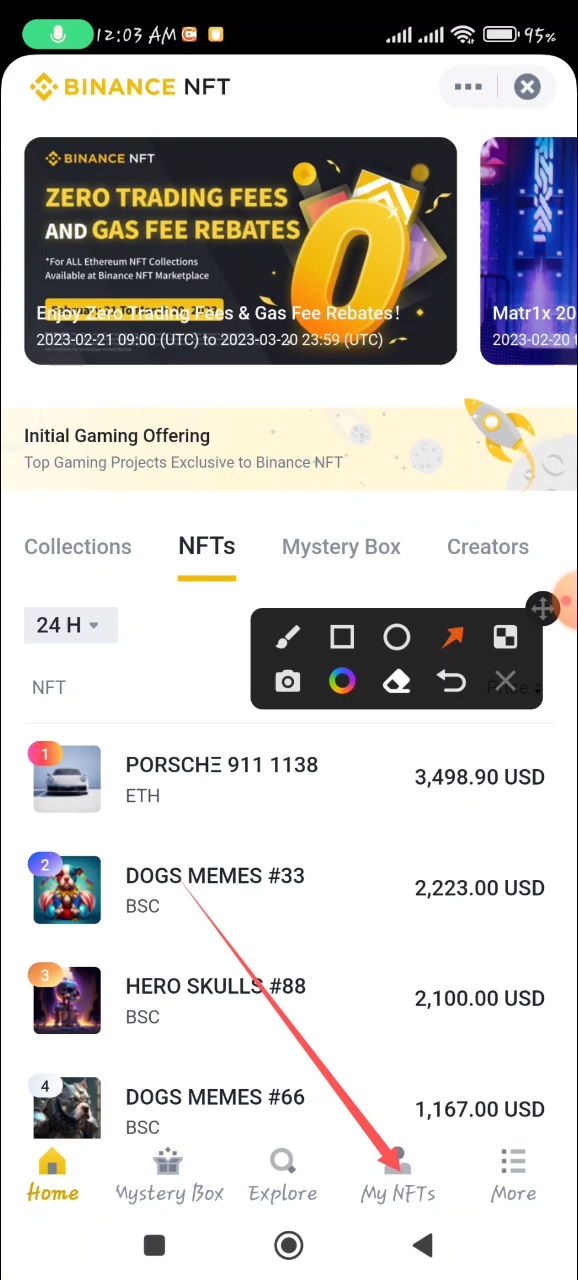 12:03 AM
95%
BINANCE NFT
BINANCE NFT
ZERO TRADING FEES
AND GAS FEE REBATES
*For ALL Ethereum NFT Collections
Available at Binance NFT Marketplace
Enjoy Zero Trading Fees & Gas Fee Rebates!
2023-02-21 09:00 (UTC) to 2023-03-20 23:59 (UTC)
0
Matr1x 20
2023-02-20 t
Initial Gaming Offering
Top Gaming Projects Exclusive to Binance NFT
Collections NFTs Mystery Box Creators
24 H
NFT Price
1
PORSCHΞ 911 1138
ETH
3,498.90 USD
2
DOGS MEMES #33
BSC
2,223.00 USD
3
HERO SKULLS #88
BSC
2,100.00 USD
4
DOGS MEMES #66
BSC
1,167.00 USD
Home Mystery Box Explore My NFTs More